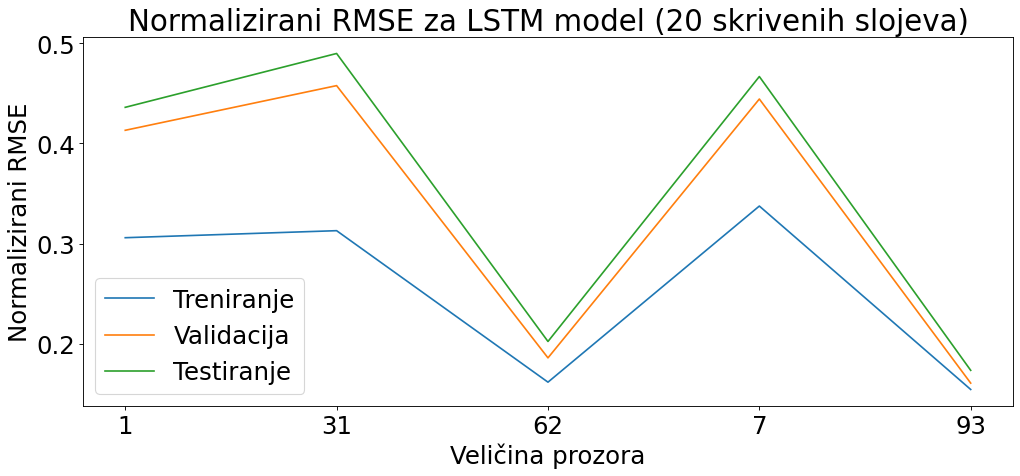 Normalizirani RMSE za LSTM model (20 skrivenih slojeva)
Normalizirani RMSE
0.5
0.4
0.3
0.2
Treniranje
Validacija
Testiranje
1 31 62 7 93
Veličina prozora